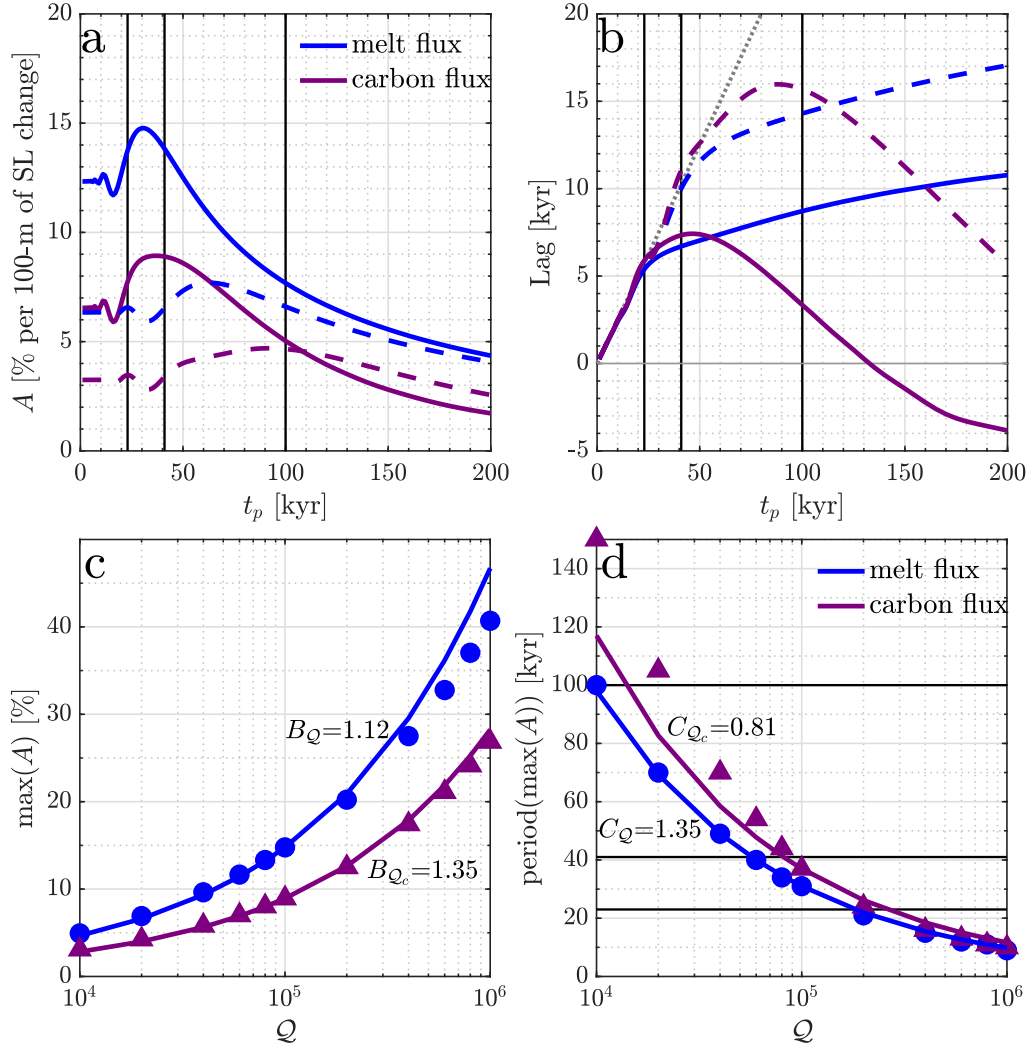 a
melt flux
carbon flux
A [% per 100-m of SL change]
20
15
10
5
0
0 50 100 150 200
t_p [kyr]
b
Lag [kyr]
20
15
10
5
0
-5
0 50 100 150 200
t_p [kyr]
c
max(A) [%]
40
30
20
10
0
B_𝒬=1.12
B_𝒬_c=1.35
10^4 10^5 10^6
𝒬
d
melt flux
carbon flux
period(max(A)) [kyr]
140
120
100
80
60
40
20
0
C_𝒬_c=0.81
C_𝒬=1.35
10^4 10^5 10^6
𝒬